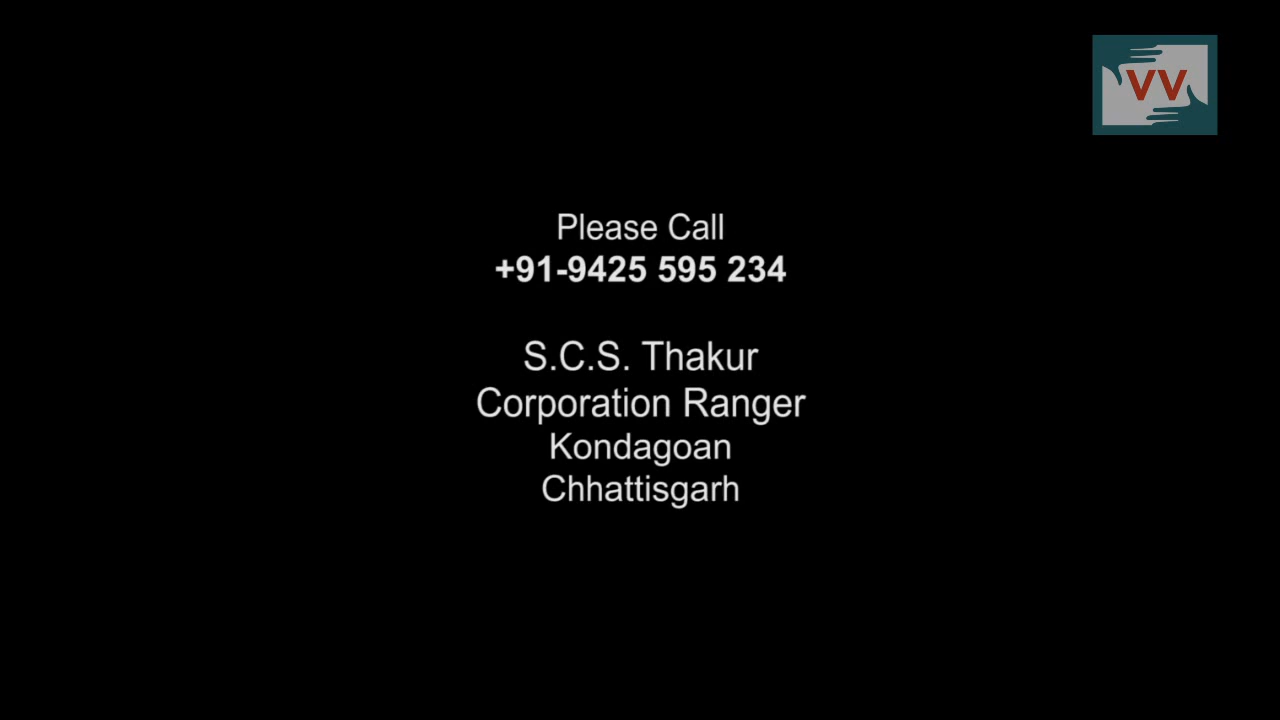 VV
Please Call
+91-9425 595 234
S.C.S. Thakur
Corporation Ranger
Kondagoan
Chhattisgarh